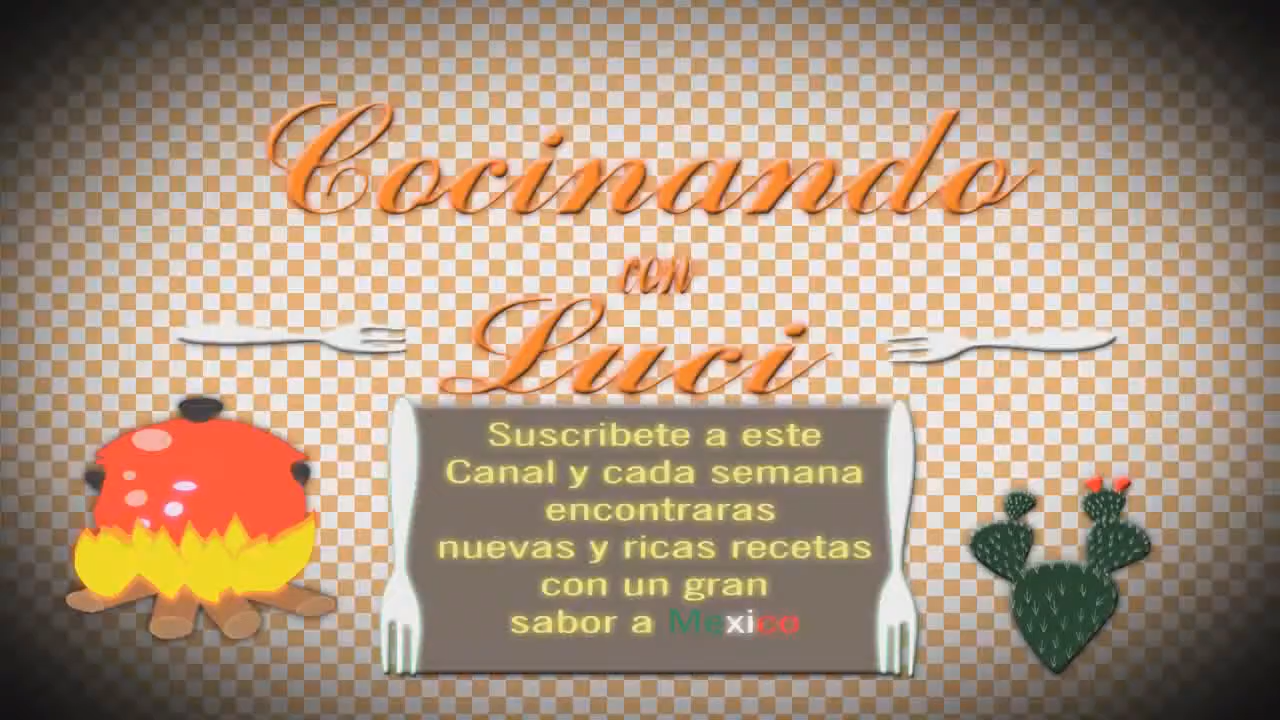 Cocinando
con
Luci
Suscribete a este
Canal y cada semana
encontraras
nuevas y ricas recetas
con un gran
sabor a Mexico